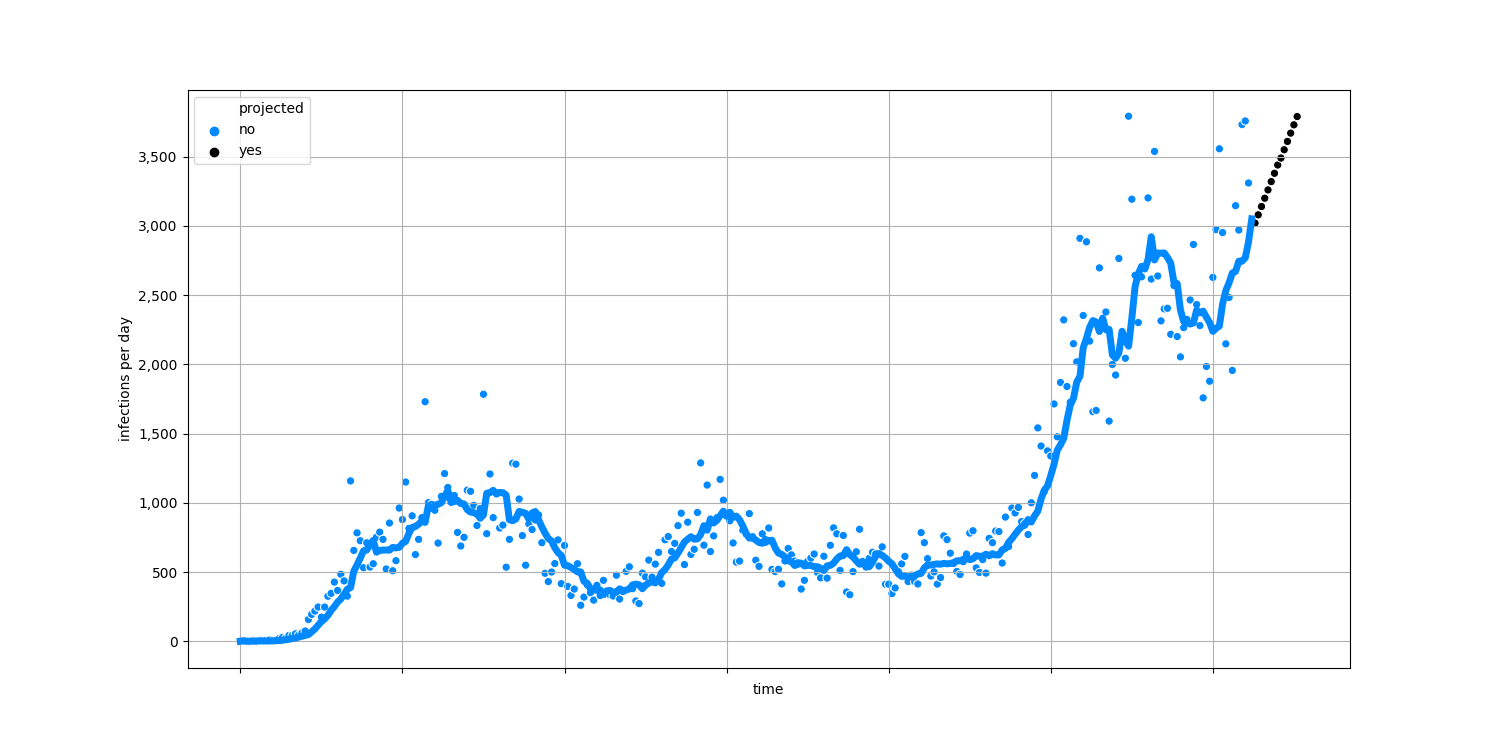 projected
no
yes
3,500
3,000
2,500
2,000
1,500
1,000
500
0
infections per day
time